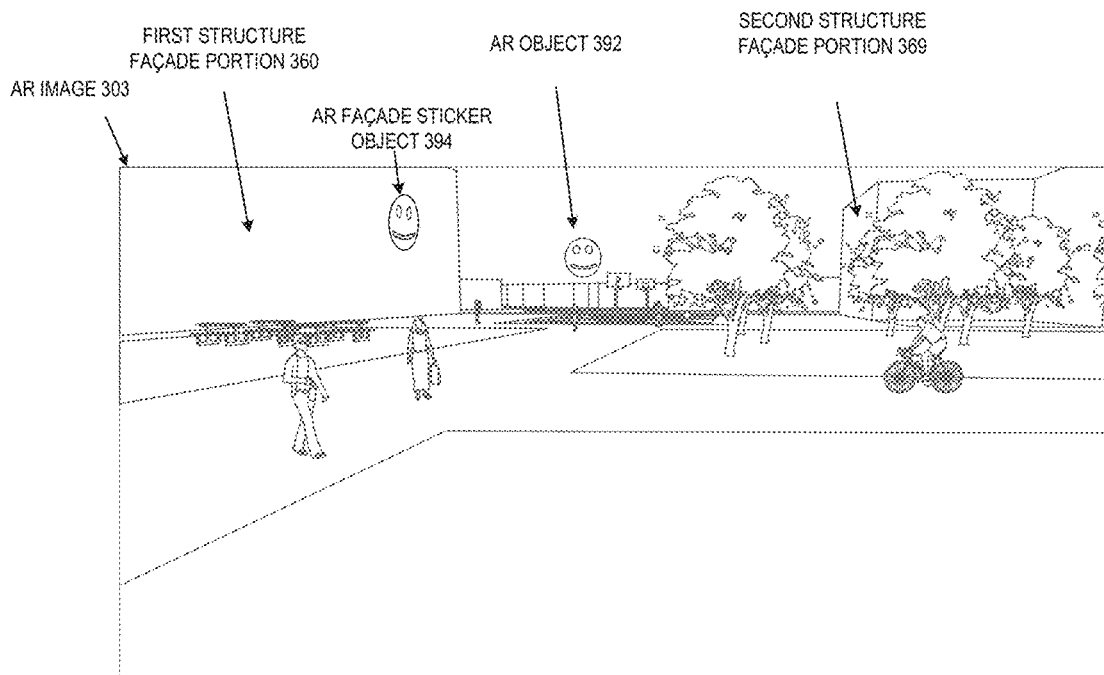 FIRST STRUCTURE
FAÇADE PORTION 360
AR IMAGE 303
AR FAÇADE STICKER
OBJECT 394
AR OBJECT 392
SECOND STRUCTURE
FAÇADE PORTION 369